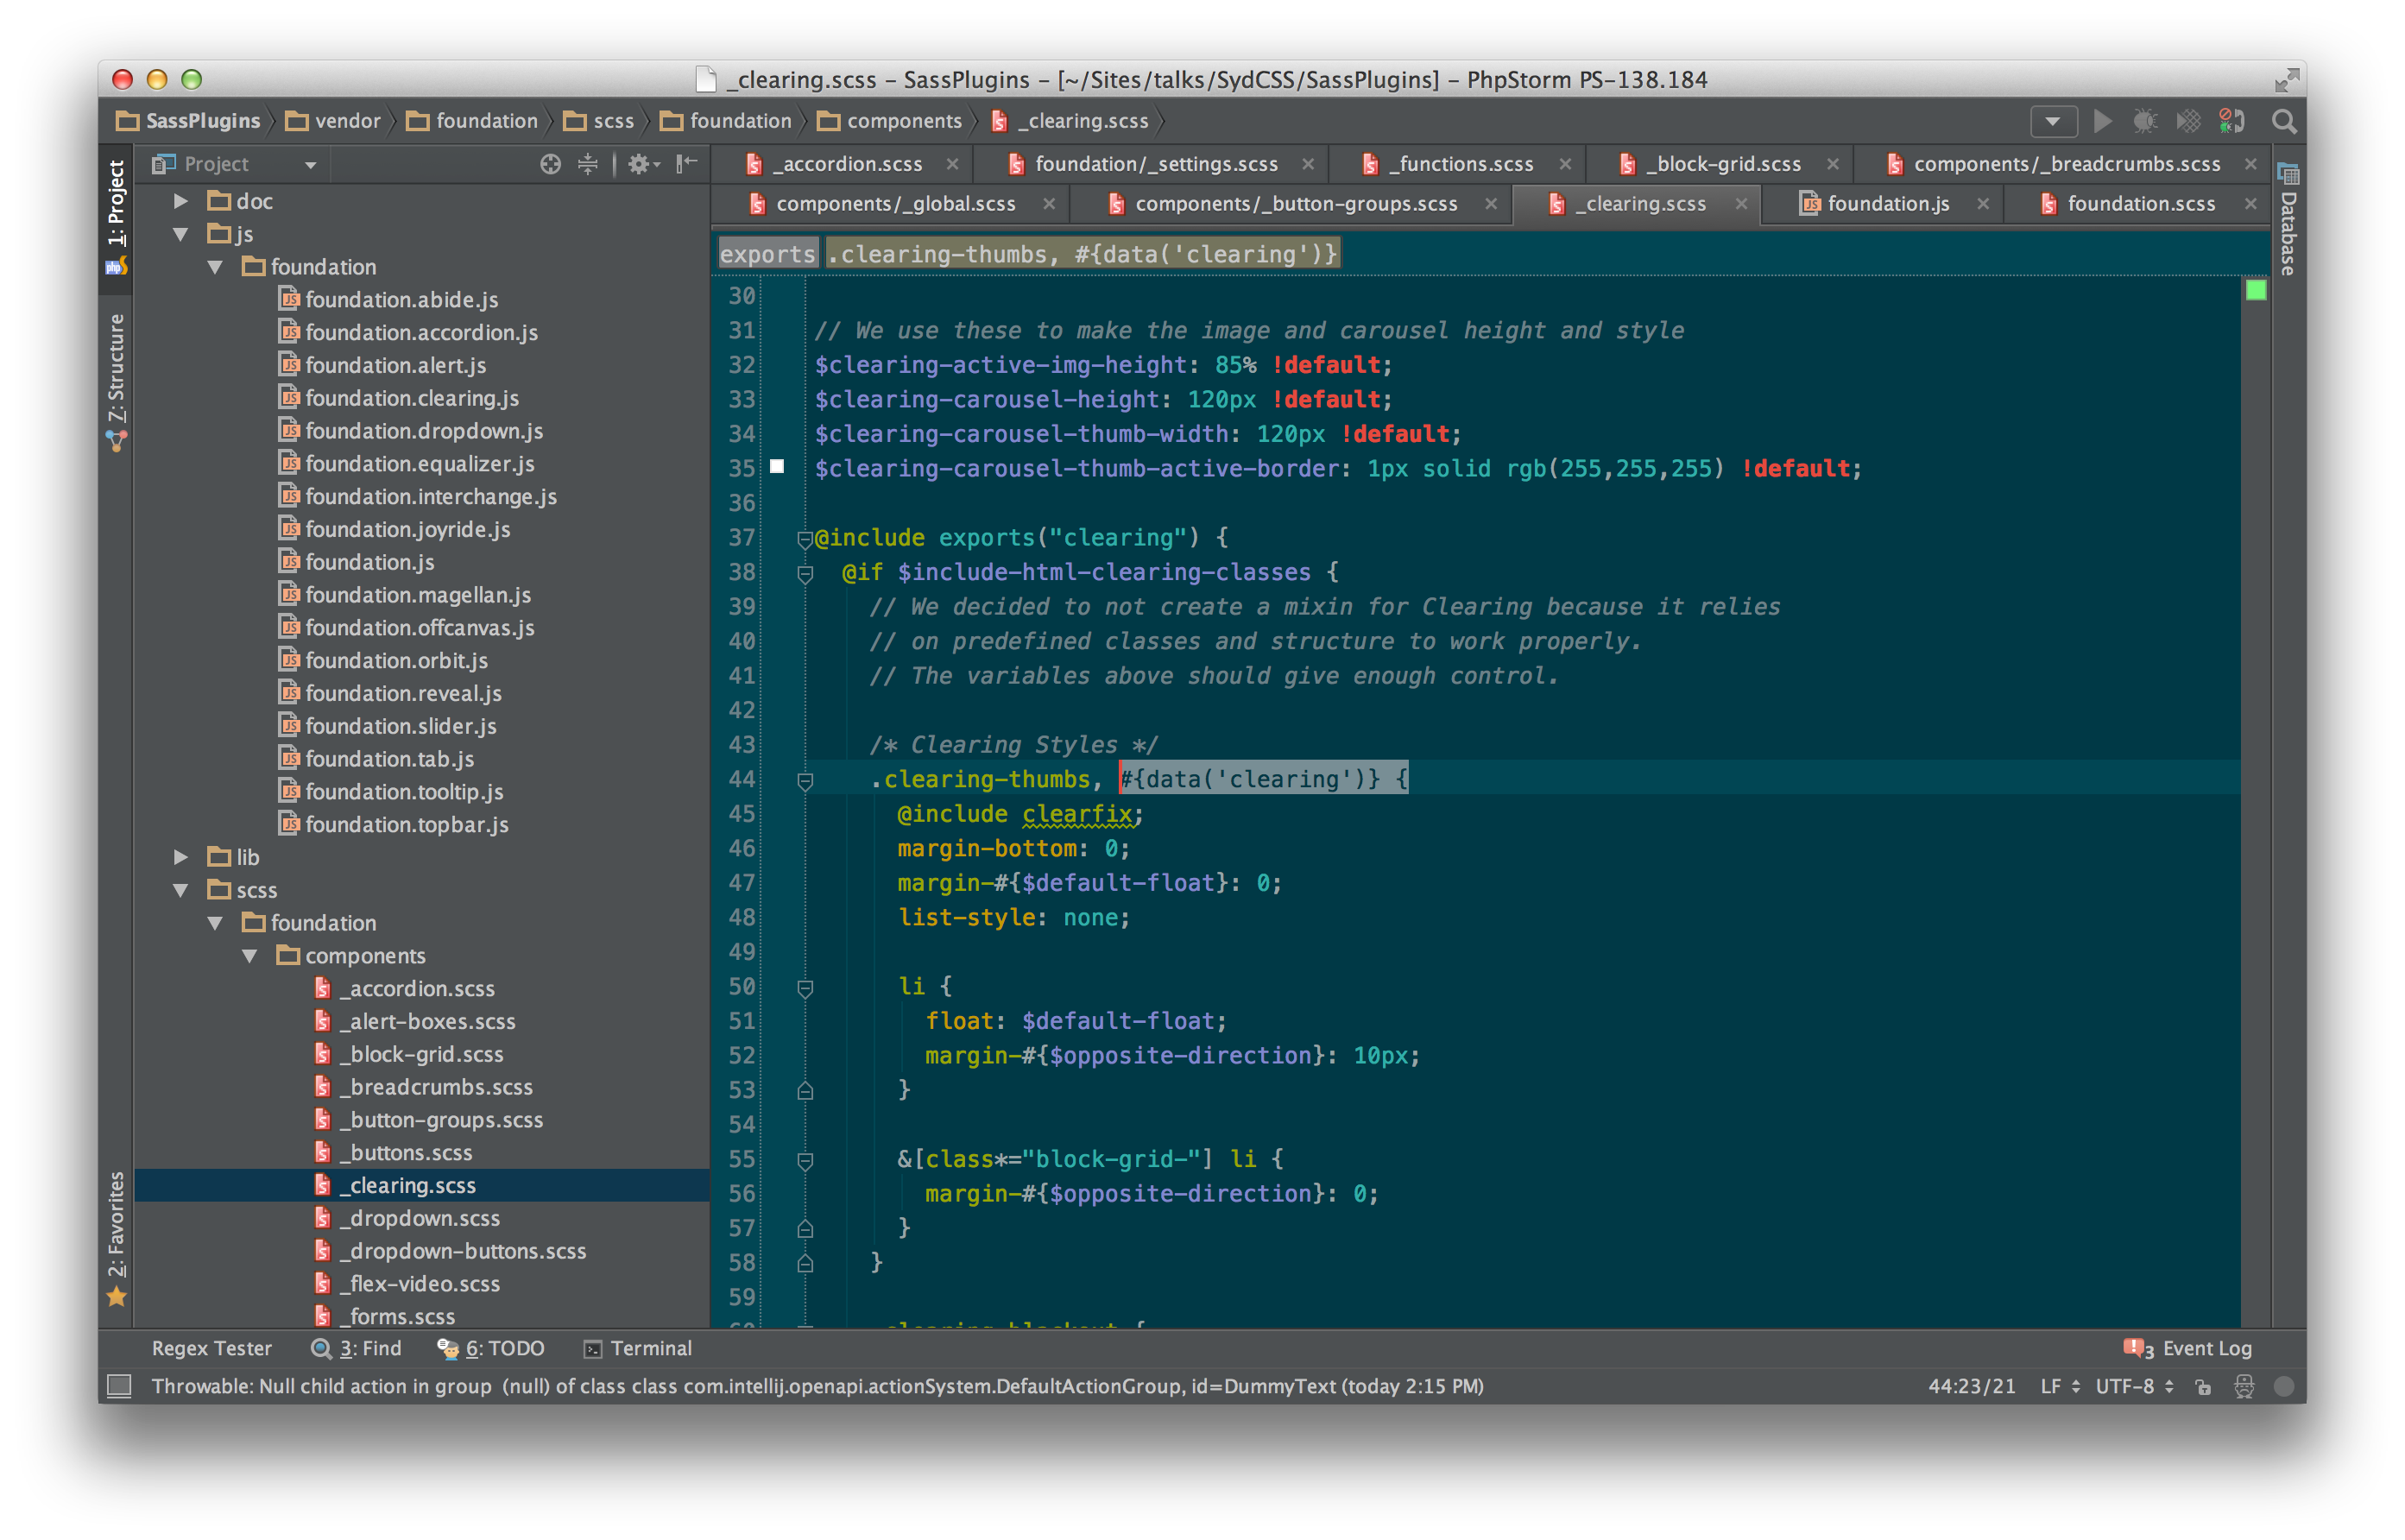 _clearing.scss – SassPlugins – [~/Sites/talks/SydCSS/SassPlugins] – PhpStorm PS-138.184
SassPlugins vendor foundation scss foundation components _clearing.scss
1: Project
php
Z: Structure
2: Favorites
Project
doc
js
foundation
foundation.abide.js
foundation.accordion.js
foundation.alert.js
foundation.clearing.js
foundation.dropdown.js
foundation.equalizer.js
foundation.interchange.js
foundation.joyride.js
foundation.js
foundation.magellan.js
foundation.offcanvas.js
foundation.orbit.js
foundation.reveal.js
foundation.slider.js
foundation.tab.js
foundation.tooltip.js
foundation.topbar.js
lib
scss
foundation
components
_accordion.scss
_alert-boxes.scss
_block-grid.scss
_breadcrumbs.scss
_button-groups.scss
_buttons.scss
_clearing.scss
_dropdown.scss
_dropdown-buttons.scss
_flex-video.scss
_forms.scss
_accordion.scss foundation/_settings.scss _functions.scss _block-grid.scss components/_breadcrumbs.scss
components/_global.scss components/_button-groups.scss _clearing.scss foundation.js foundation.scss
exports .clearing-thumbs, #{data('clearing')}
30
31 // We use these to make the image and carousel height and style
32 $clearing-active-img-height: 85% !default;
33 $clearing-carousel-height: 120px !default;
34 $clearing-carousel-thumb-width: 120px !default;
35 $clearing-carousel-thumb-active-border: 1px solid rgb(255,255,255) !default;
36
37 @include exports("clearing") {
38 @if $include-html-clearing-classes {
39 // We decided to not create a mixin for Clearing because it relies
40 // on predefined classes and structure to work properly.
41 // The variables above should give enough control.
42
43 /* Clearing Styles */
44 .clearing-thumbs, #{data('clearing')} {
45 @include clearfix;
46 margin-bottom: 0;
47 margin-#{$default-float}: 0;
48 list-style: none;
49
50 li {
51 float: $default-float;
52 margin-#{$opposite-direction}: 10px;
53 }
54
55 &[class*="block-grid-"] li {
56 margin-#{$opposite-direction}: 0;
57 }
58 }
59
60 .clearing-blackout {
Database
Regex Tester 3: Find 6: TODO Terminal 3 Event Log
Throwable: Null child action in group (null) of class class com.intellij.openapi.actionSystem.DefaultActionGroup, id=DummyText (today 2:15 PM) 44:23/21 LF UTF-8